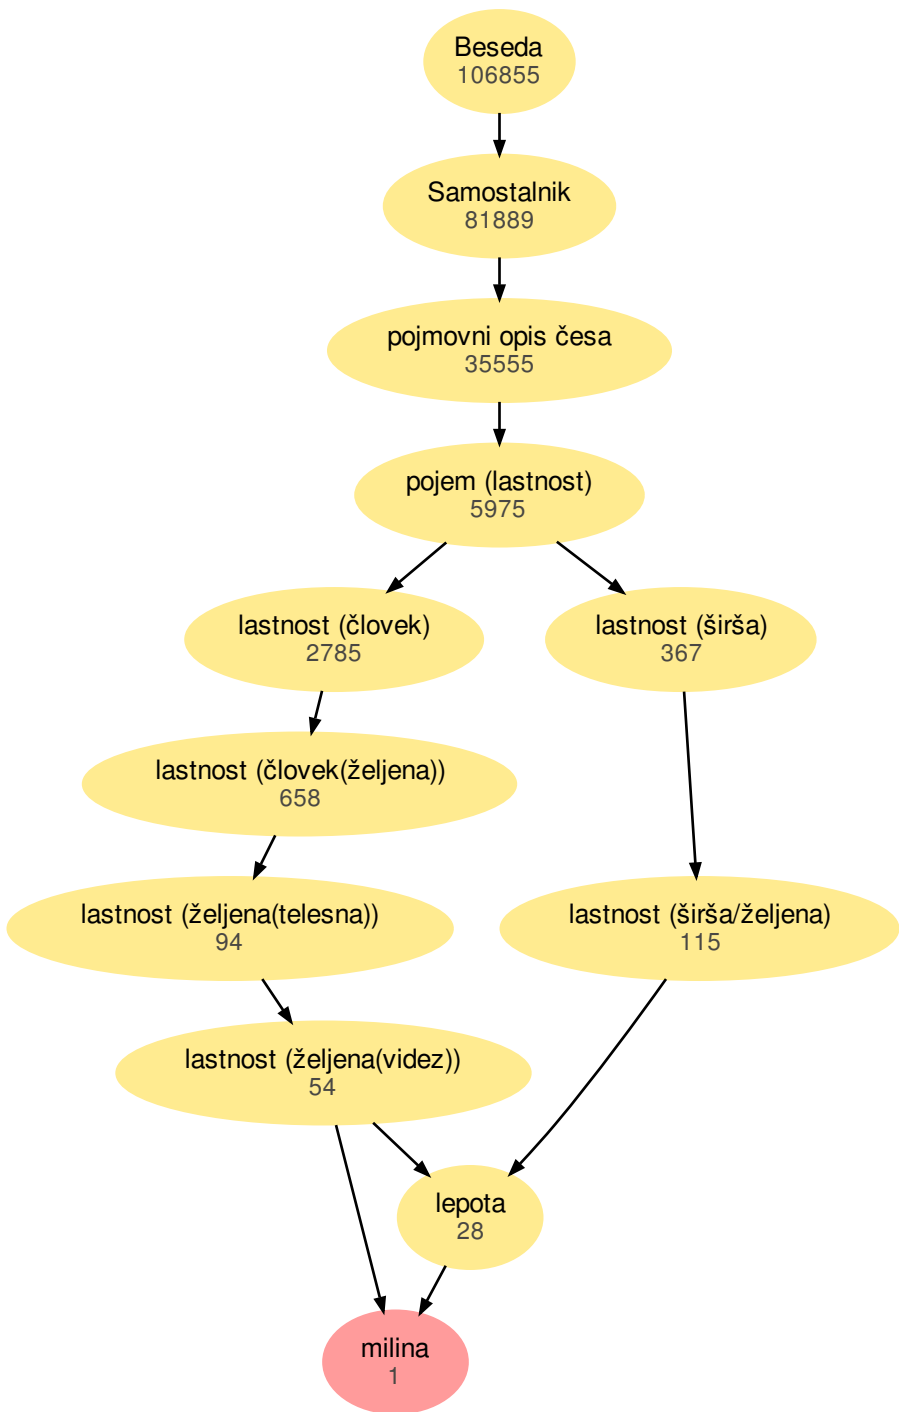 Beseda
106855
Samostalnik
81889
pojmovni opis česa
35555
pojem (lastnost)
5975
lastnost (človek)
2785
lastnost (širša)
367
lastnost (človek(željena))
658
lastnost (željena(telesna))
94
lastnost (širša/željena)
115
lastnost (željena(videz))
54
lepota
28
milina
1